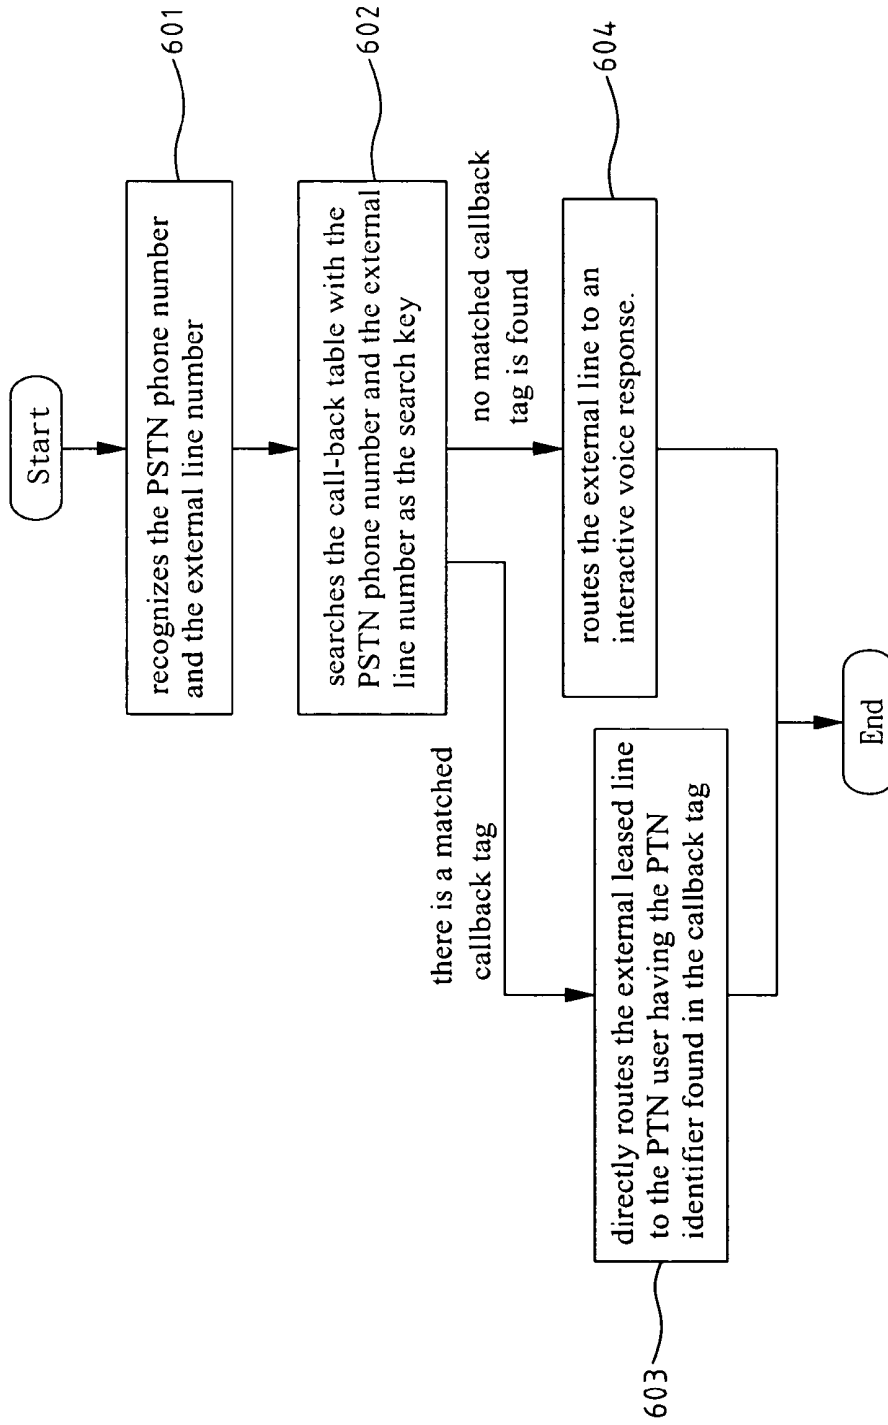 Start
recognizes the PSTN phone number
and the external line number
601
searches the call-back table with the
PSTN phone number and the external
line number as the search key
602
there is a matched
callback tag
no matched callback
tag is found
directly routes the external leased line
to the PTN user having the PTN
identifier found in the callback tag
603
routes the external line to an
interactive voice response.
604
End